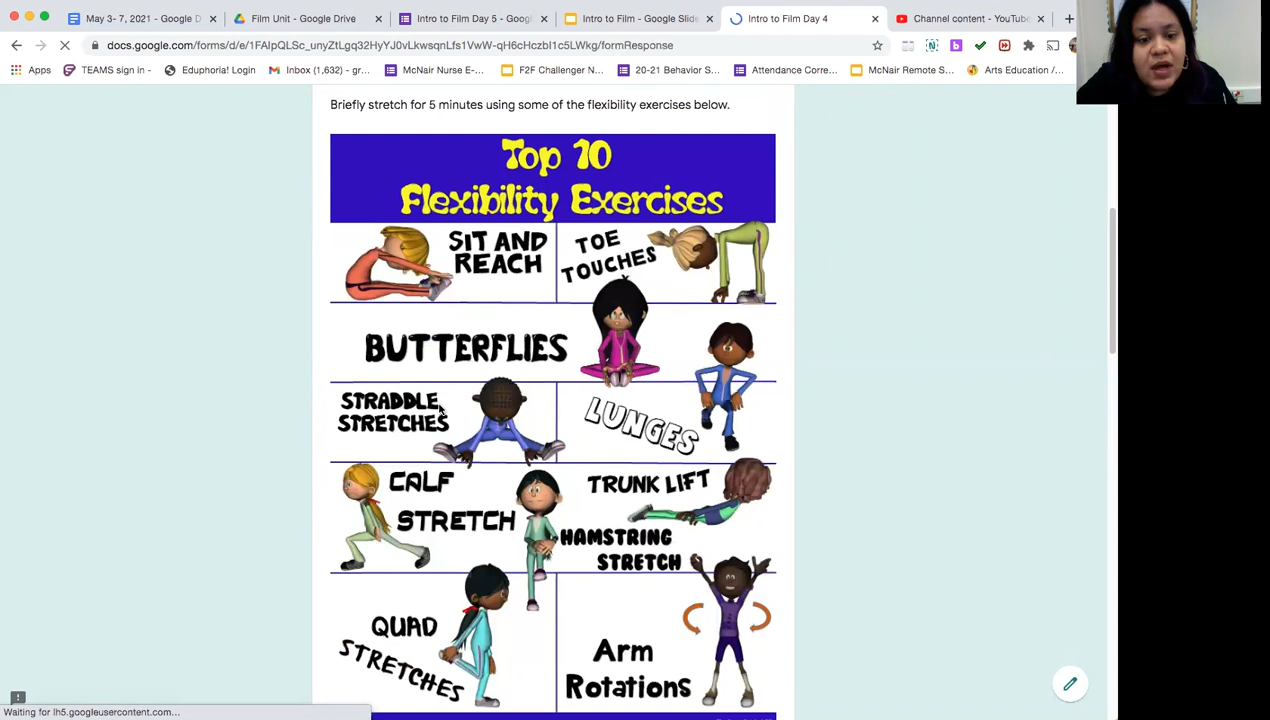 May 3- 7, 2021 - Google D
Film Unit - Google Drive
Intro to Film Day 5 - Googl
Intro to Film - Google Slide
Intro to Film Day 4
Channel content - YouTube
docs.google.com/forms/d/e/1FAIpQLSc_unyZtLgq32HyYJ0vLkwsqnLfs1VwW-qH6cHczbI1c5LWkg/formResponse
Apps
TEAMS sign in -
Eduphoria! Login
Inbox (1,632) - gr...
McNair Nurse E-...
F2F Challenger N...
20-21 Behavior S...
Attendance Corre...
McNair Remote S...
Arts Education /...
Briefly stretch for 5 minutes using some of the flexibility exercises below.
Top 10
Flexibility Exercises
SIT AND
REACH
TOE
TOUCHES
BUTTERFLIES
STRADDLE
STRETCHES
LUNGES
CALF
STRETCH
TRUNK LIFT
HAMSTRING
STRETCH
QUAD
STRETCHES
Arm
Rotations
Waiting for lh5.googleusercontent.com...